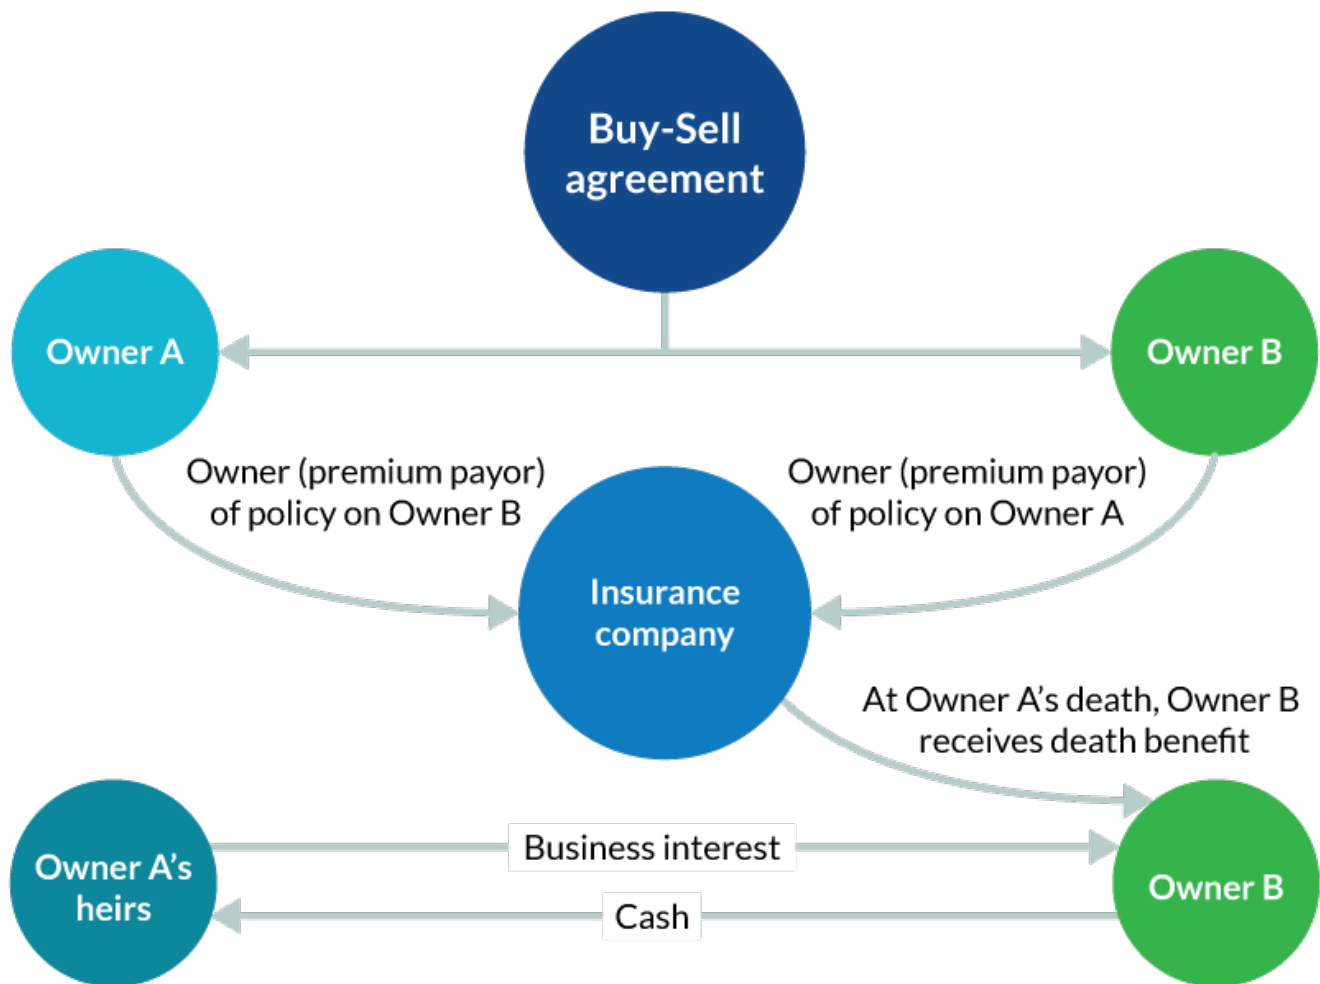 Buy-Sell
agreement
Owner A
Owner B
Owner (premium payor)
of policy on Owner B
Owner (premium payor)
of policy on Owner A
Insurance
company
At Owner A’s death, Owner B
receives death benefit
Owner A’s
heirs
Business interest
Cash
Owner B